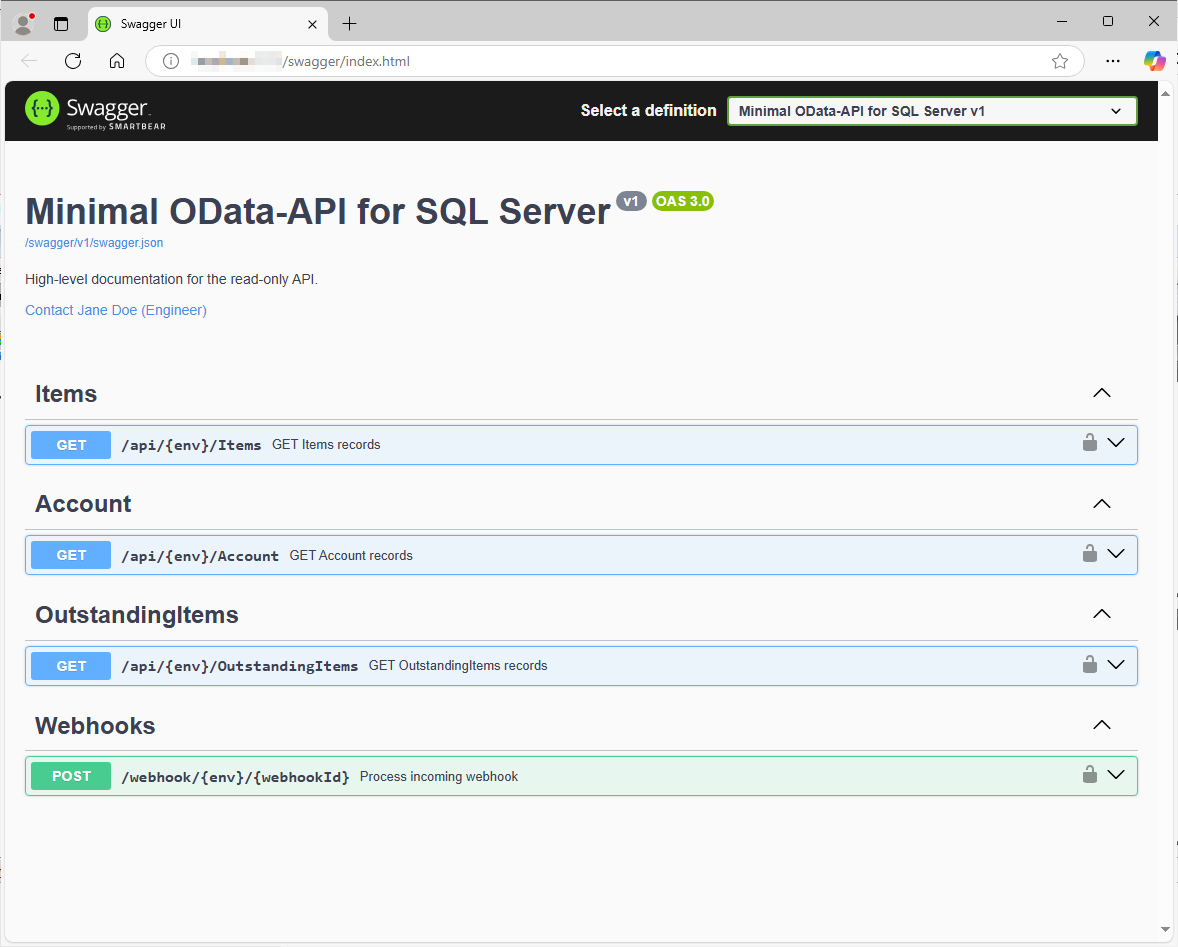 Swagger UI
/swagger/index.html
Swagger
Supported by SMARTBEAR
Select a definition
Minimal OData-API for SQL Server v1
Minimal OData-API for SQL Server v1 OAS 3.0
/swagger/v1/swagger.json
High-level documentation for the read-only API.
Contact Jane Doe (Engineer)
Items
GET /api/{env}/Items GET Items records
Account
GET /api/{env}/Account GET Account records
OutstandingItems
GET /api/{env}/OutstandingItems GET OutstandingItems records
Webhooks
POST /webhook/{env}/{webhookId} Process incoming webhook